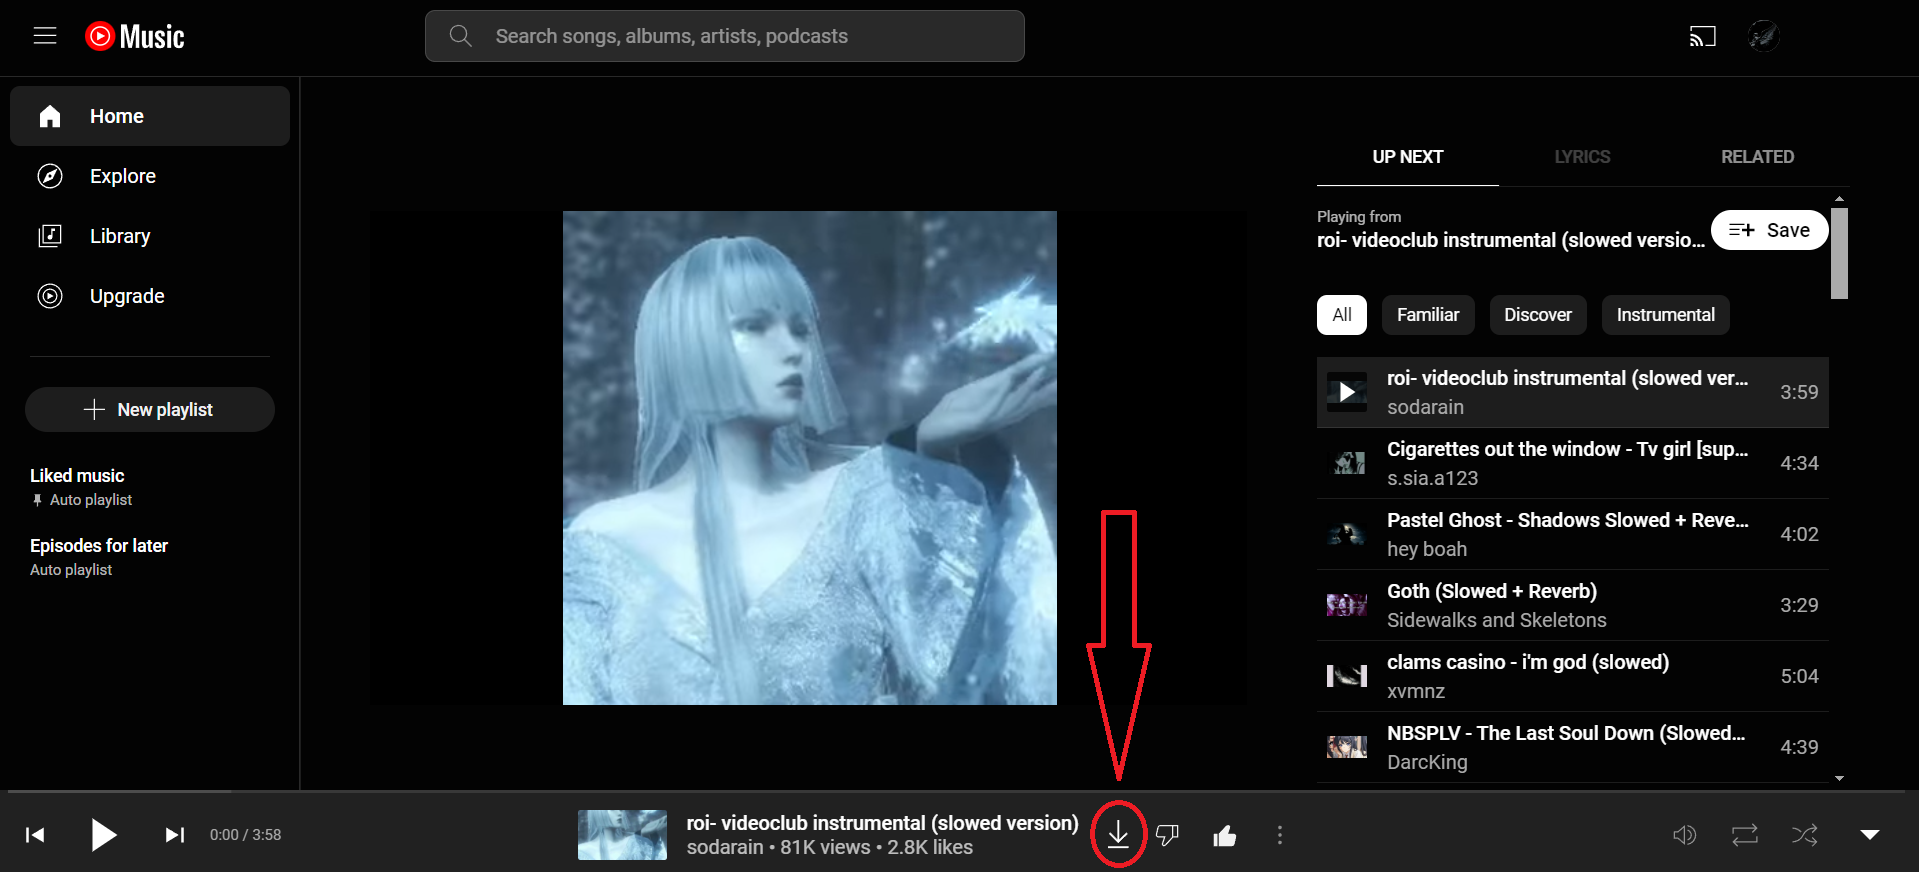 Music
Search songs, albums, artists, podcasts
Home
Explore
Library
Upgrade
New playlist
Liked music
Auto playlist
Episodes for later
Auto playlist
UP NEXT
LYRICS
RELATED
Playing from
roi- videoclub instrumental (slowed versio...
Save
All
Familiar
Discover
Instrumental
roi- videoclub instrumental (slowed ver...
sodarain
3:59
Cigarettes out the window - Tv girl [sup...
s.sia.a123
4:34
Pastel Ghost - Shadows Slowed + Reve...
hey boah
4:02
Goth (Slowed + Reverb)
Sidewalks and Skeletons
3:29
clams casino - i'm god (slowed)
xvmnz
5:04
NBSPLV - The Last Soul Down (Slowed...
DarcKing
4:39
0:00 / 3:58
roi- videoclub instrumental (slowed version)
sodarain • 81K views • 2.8K likes